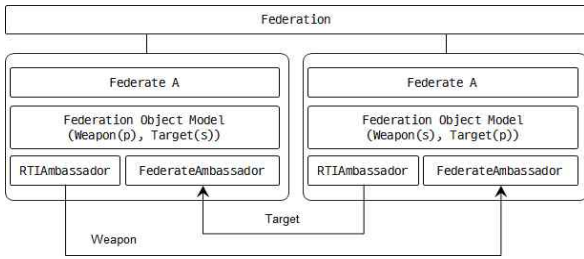 Federation
Federate A
Federation Object Model
(Weapon(p), Target(s))
RTIAmbassador
FederateAmbassador
Federate A
Federation Object Model
(Weapon(s), Target(p))
RTIAmbassador
FederateAmbassador
Target
Weapon